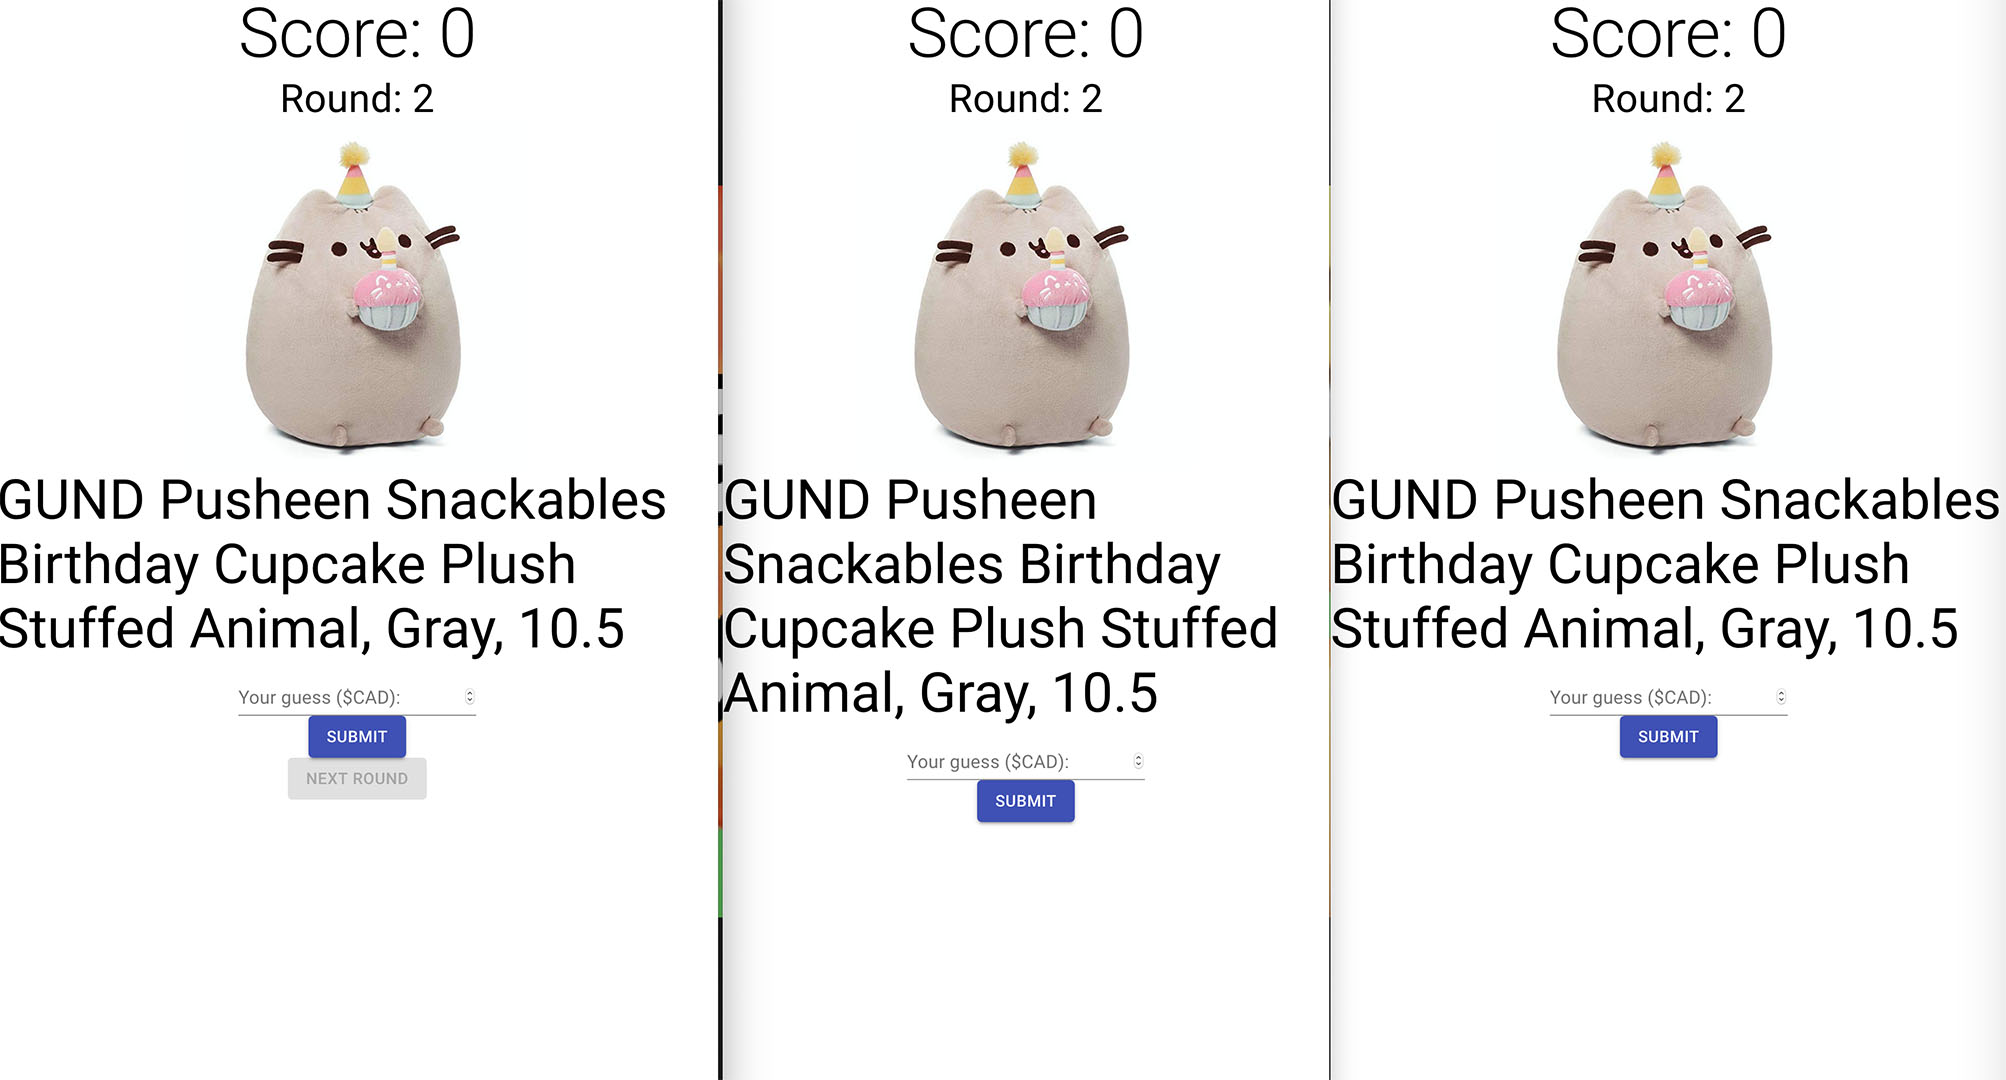 Score: 0
Round: 2
GUND Pusheen Snackables
Birthday Cupcake Plush
Stuffed Animal, Gray, 10.5
Your guess ($CAD):
SUBMIT
NEXT ROUND
Score: 0
Round: 2
GUND Pusheen
Snackables Birthday
Cupcake Plush Stuffed
Animal, Gray, 10.5
Your guess ($CAD):
SUBMIT
Score: 0
Round: 2
GUND Pusheen Snackables
Birthday Cupcake Plush
Stuffed Animal, Gray, 10.5
Your guess ($CAD):
SUBMIT